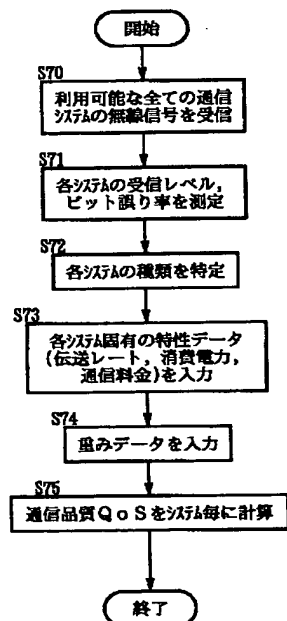 開始
S70
利用可能な全ての通信
システムの無線信号を受信
S71
各システムの受信レベル,
ビット誤り率を測定
S72
各システムの種類を特定
S73
各システム固有の特性データ
(伝送レート,消費電力,
通信料金)を入力
S74
重みデータを入力
S75
通信品質QoSをシステム毎に計算
終了